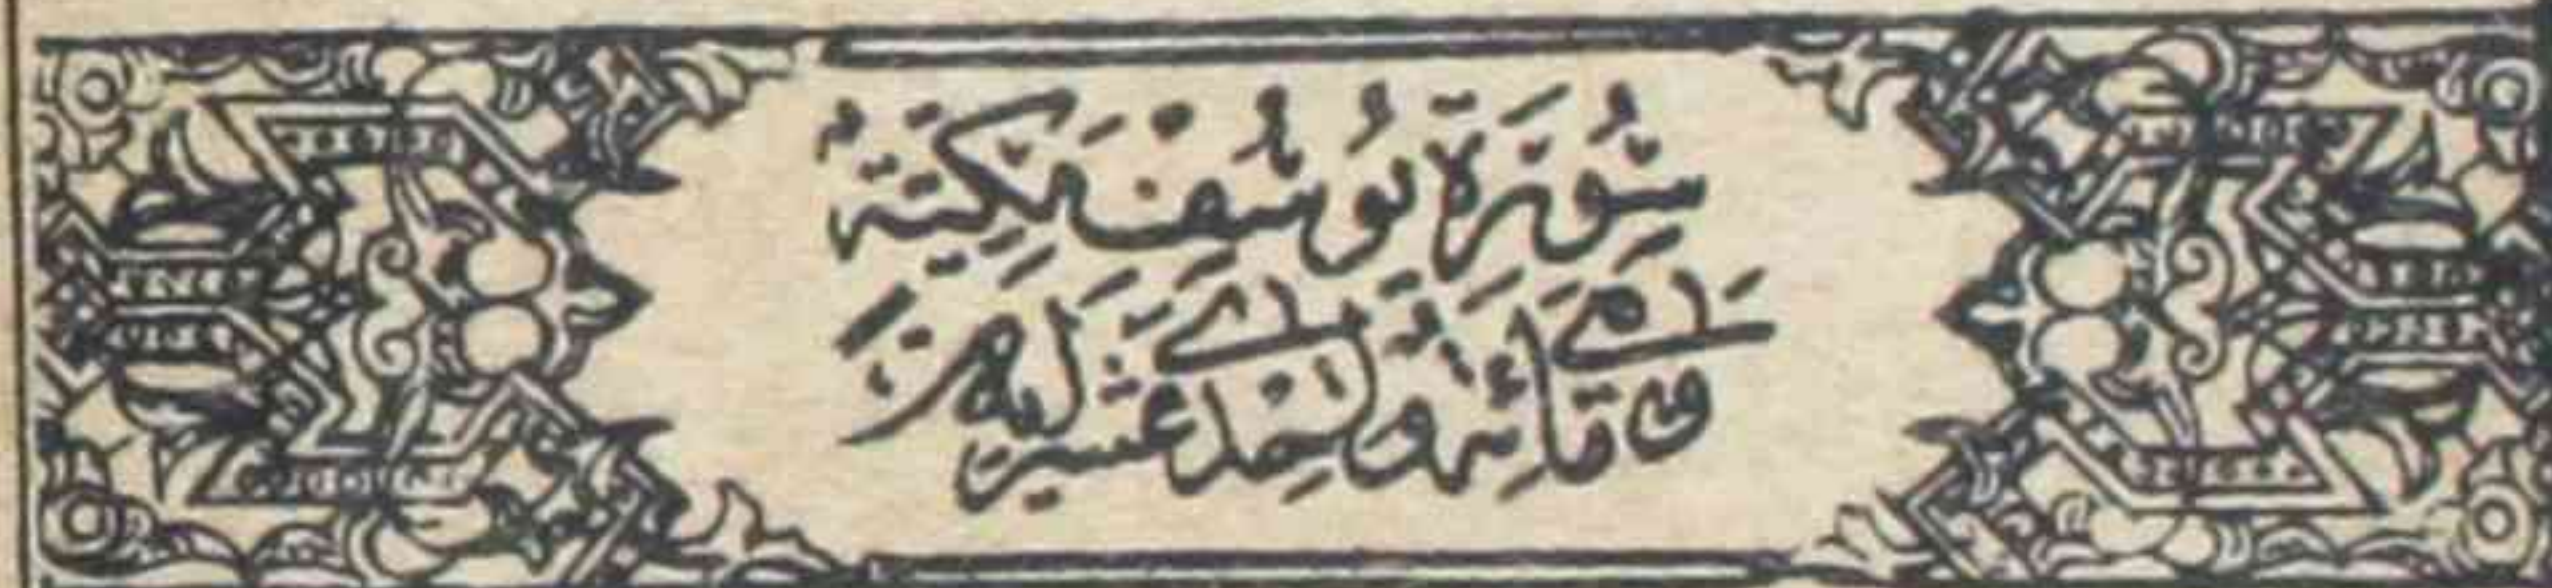 سُورَةُ يُوسُفَ مَكِّيَّةٌ
وَهِيَ مِائَةٌ وَإِحْدَى عَشْرَةَ آيَةً